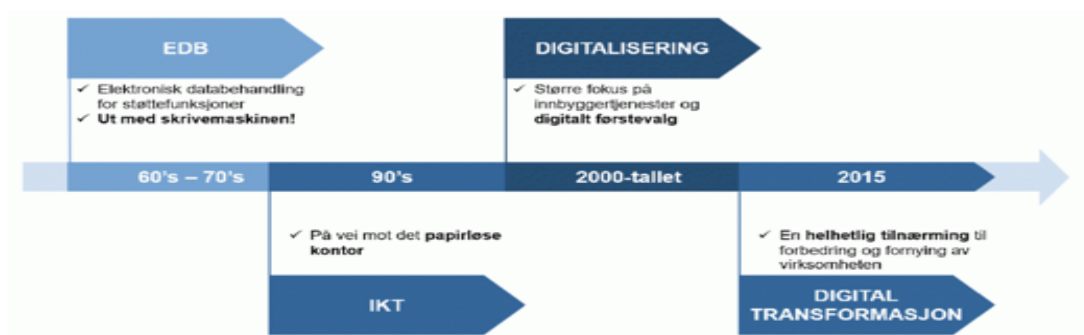 EDB
✓ Elektronisk databehandling
for støttefunksjoner
✓ Ut med skrivemaskinen!
DIGITALISERING
✓ Større fokus på
innbyggertjenester og
digitalt førstevalg
60's – 70's
90's
2000-tallet
2015
✓ På vei mot det papirløse
kontor
IKT
✓ En helhetlig tilnærming til
forbedring og fornying av
virksomheten
DIGITAL
TRANSFORMASJON